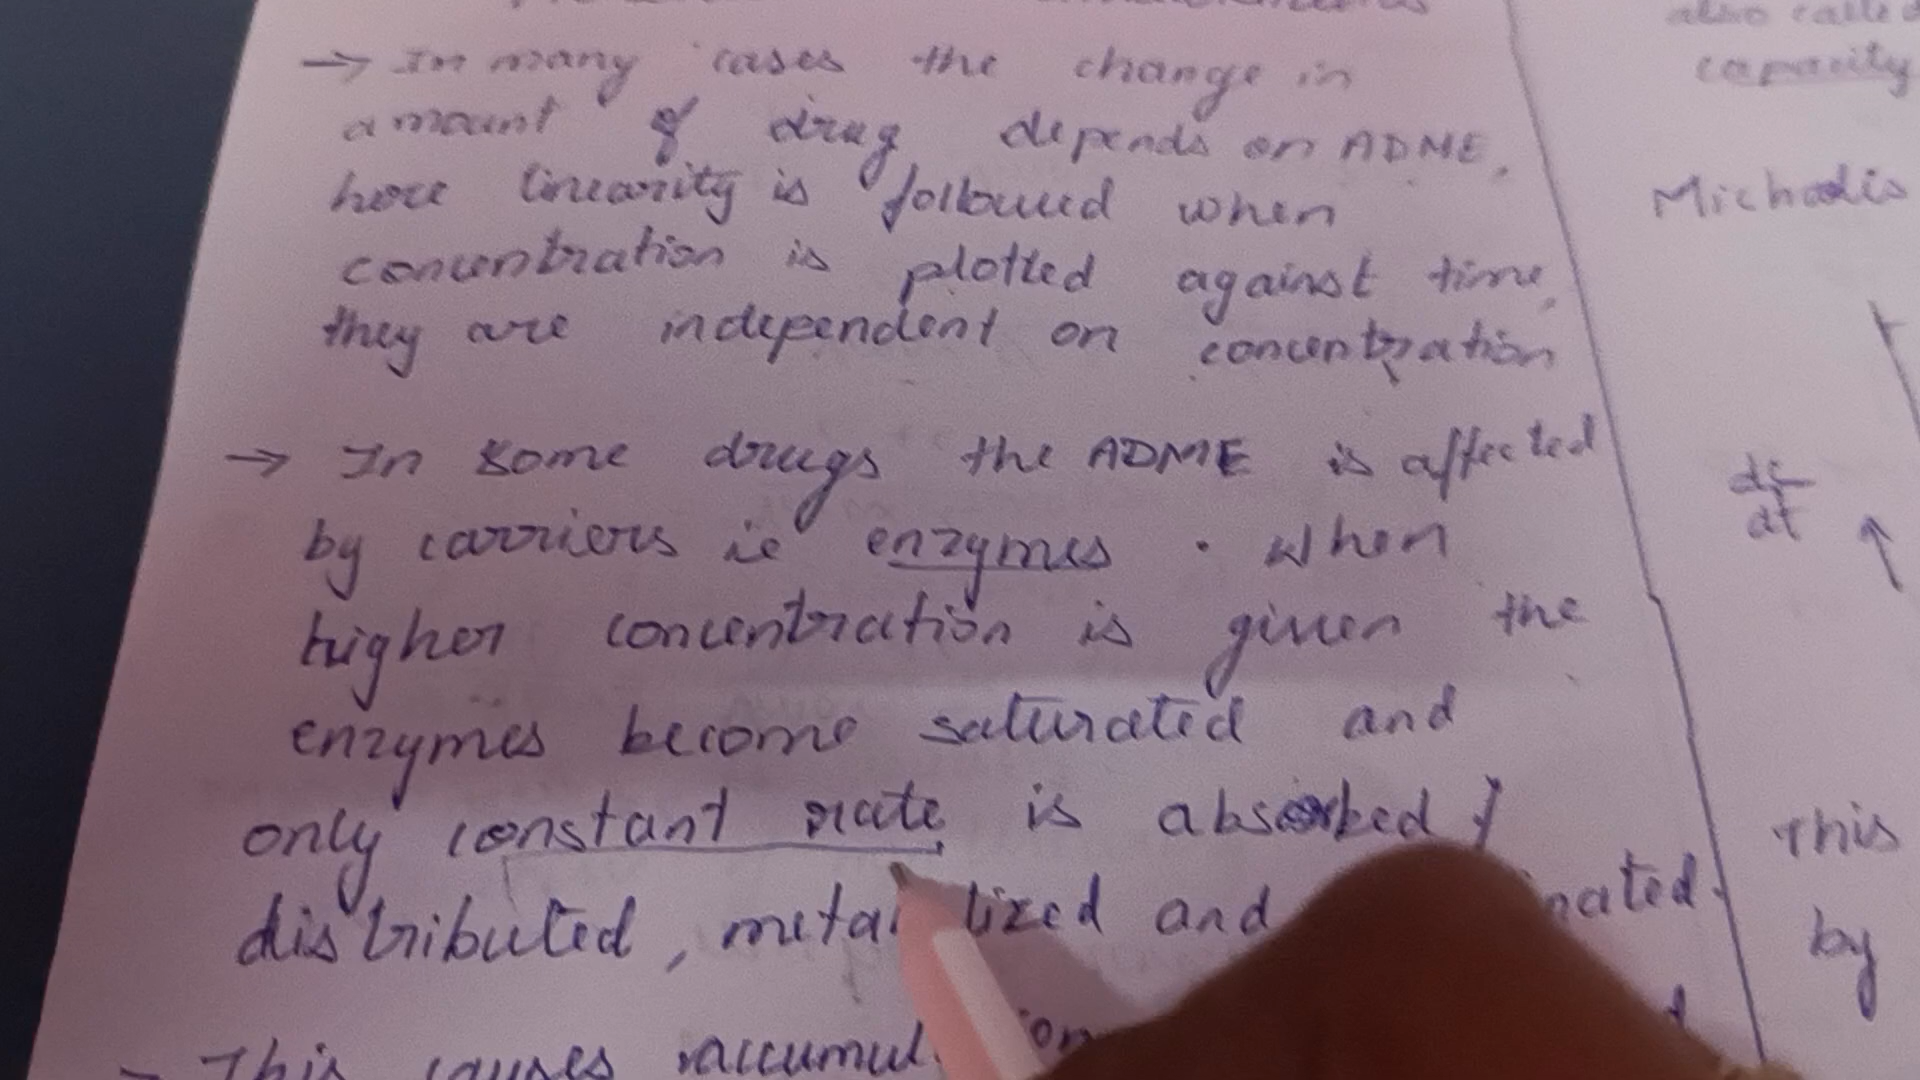 → In many cases the change in
amount of drug depends on ADME,
here linearity is followed when
concentration is plotted against time,
they are independent on concentration
→ In some drugs the ADME is affected
by carriers ie enzymes. When
higher concentration is given the
enzymes become saturated and
only constant rate is absorbed,
distributed, and
This causes
also called
capacity
Michaelis
dc/dt
This
by